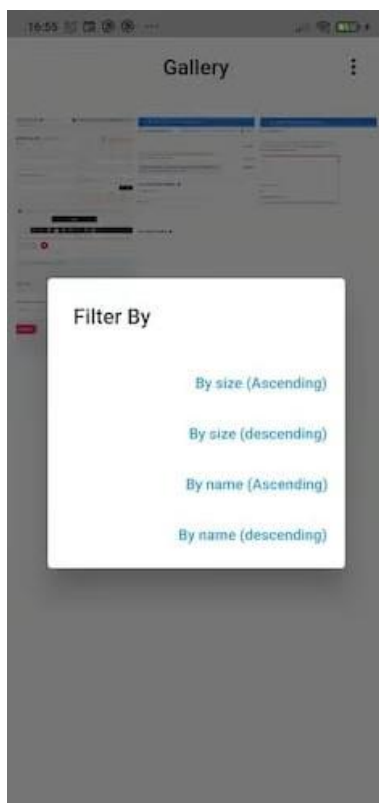 16:55
Gallery
Filter By
By size (Ascending)
By size (descending)
By name (Ascending)
By name (descending)